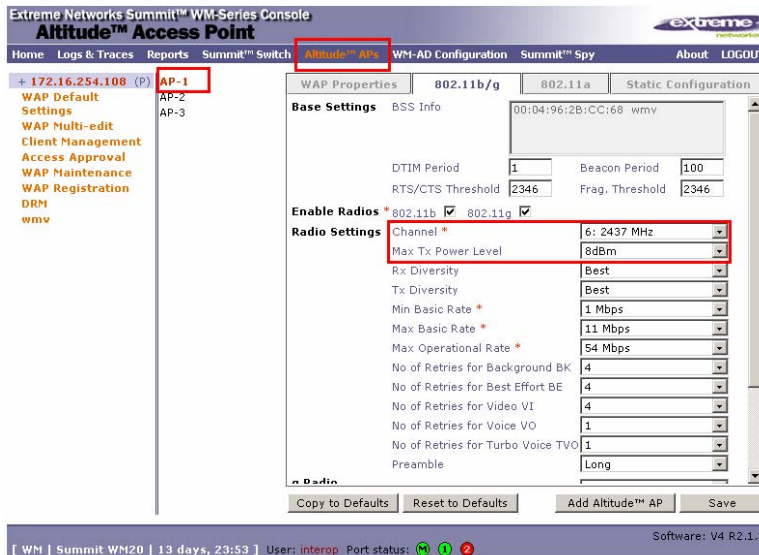 Extreme Networks Summit™ WM-Series Console
Altitude™ Access Point
extreme
networks
Home Logs & Traces Reports Summit™ Switch Altitude™ APs WM-AD Configuration Summit™ Spy About LOGOU
+ 172.16.254.108 (P)
WAP Default
Settings
WAP Multi-edit
Client Management
Access Approval
WAP Maintenance
WAP Registration
DRM
wmv
AP-1
AP-2
AP-3
WAP Properties 802.11b/g 802.11a Static Configuration
Base Settings BSS Info 00:04:96:2B:CC:68 wmv
DTIM Period 1 Beacon Period 100
RTS/CTS Threshold 2346 Frag. Threshold 2346
Enable Radios * 802.11b 802.11g
Radio Settings Channel * 6: 2437 MHz
Max Tx Power Level 8dBm
Rx Diversity Best
Tx Diversity Best
Min Basic Rate * 1 Mbps
Max Basic Rate * 11 Mbps
Max Operational Rate * 54 Mbps
No of Retries for Background BK 4
No of Retries for Best Effort BE 4
No of Retries for Video VI 4
No of Retries for Voice VO 1
No of Retries for Turbo Voice TVO 1
Preamble Long
g Radio
Copy to Defaults Reset to Defaults Add Altitude™ AP Save
Software: V4 R2.1.
[ WM | Summit WM20 | 13 days, 23:53 ] User: interop Port status: M 1 2